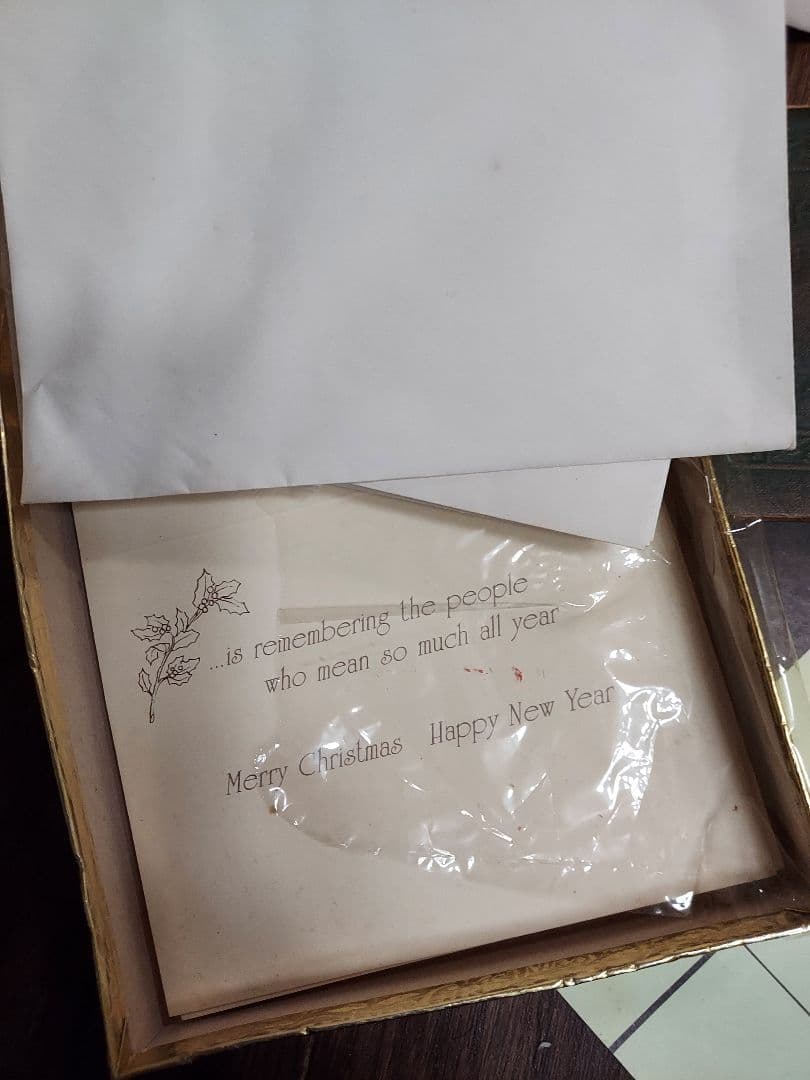 ...is remembering the people
who mean so much all year
Merry Christmas Happy New Year